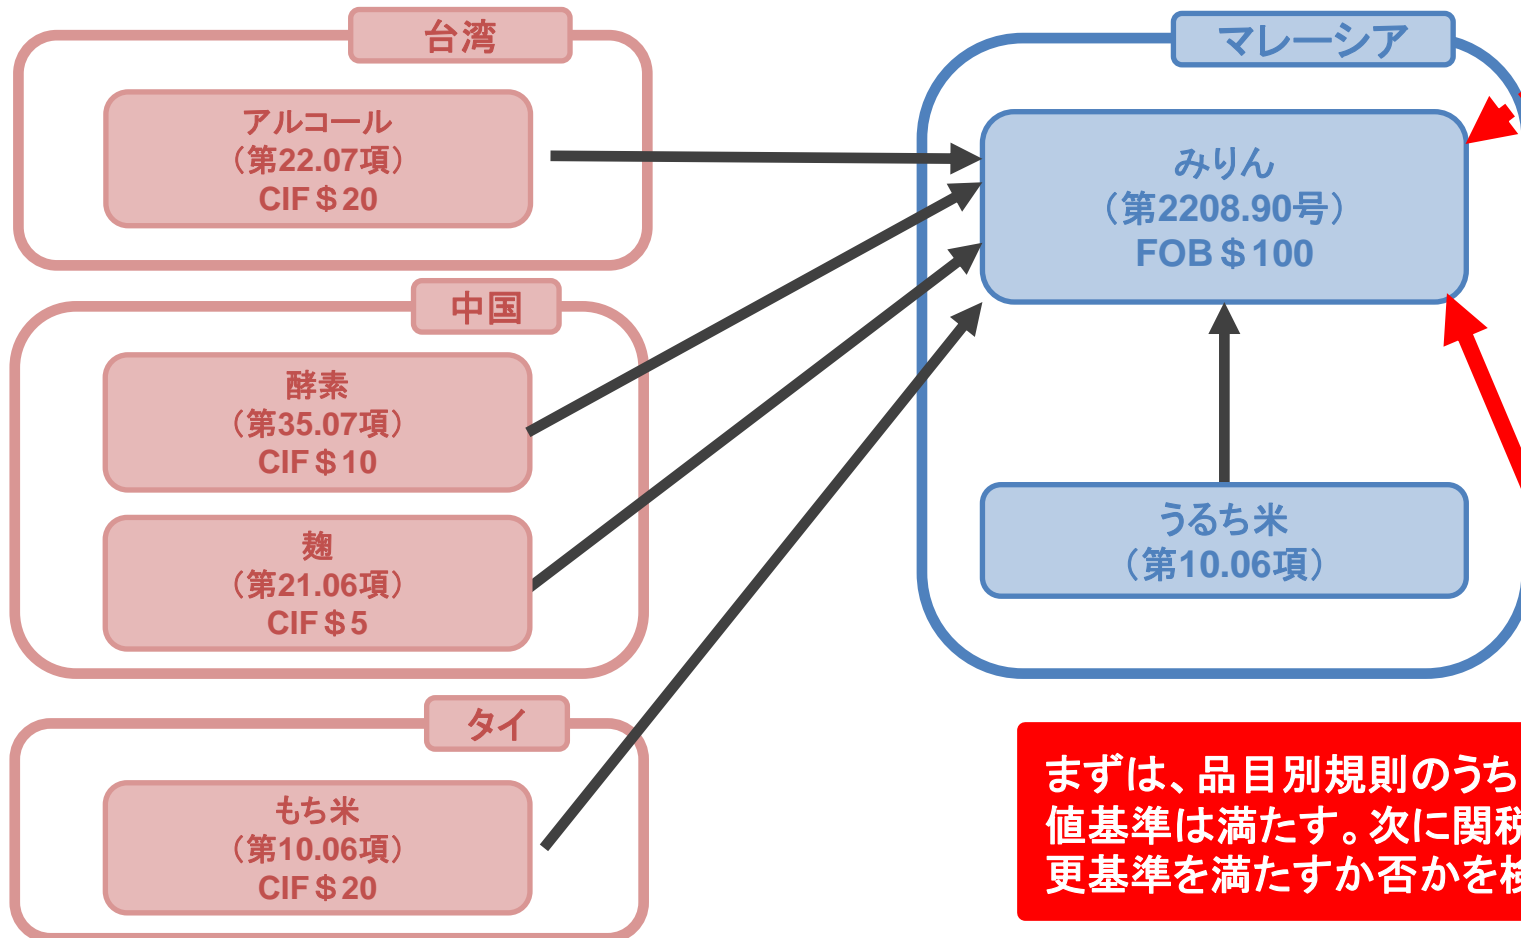 台湾
アルコール
（第22.07項）
CIF＄20
中国
酵素
（第35.07項）
CIF＄10
麹
（第21.06項）
CIF＄5
タイ
もち米
（第10.06項）
CIF＄20
マレーシア
みりん
（第2208.90号）
FOB＄100
うるち米
（第10.06項）
まずは、品目別規則のうち
値基準は満たす。次に関税
更基準を満たすか否かを検